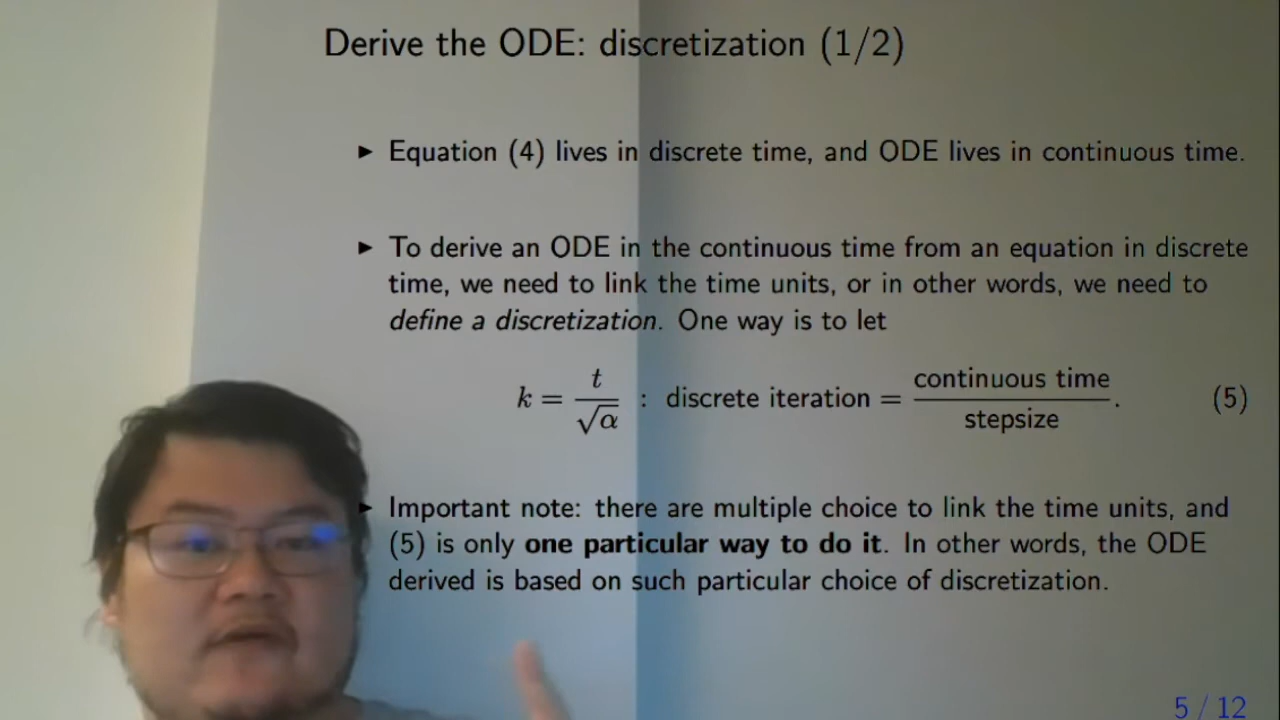 Derive the ODE: discretization (1/2)
▶ Equation (4) lives in discrete time, and ODE lives in continuous time.
▶ To derive an ODE in the continuous time from an equation in discrete
time, we need to link the time units, or in other words, we need to
define a discretization. One way is to let
k = t/√α : discrete iteration = continuous time/stepsize. (5)
▶ Important note: there are multiple choice to link the time units, and
(5) is only one particular way to do it. In other words, the ODE
derived is based on such particular choice of discretization.
5 / 12